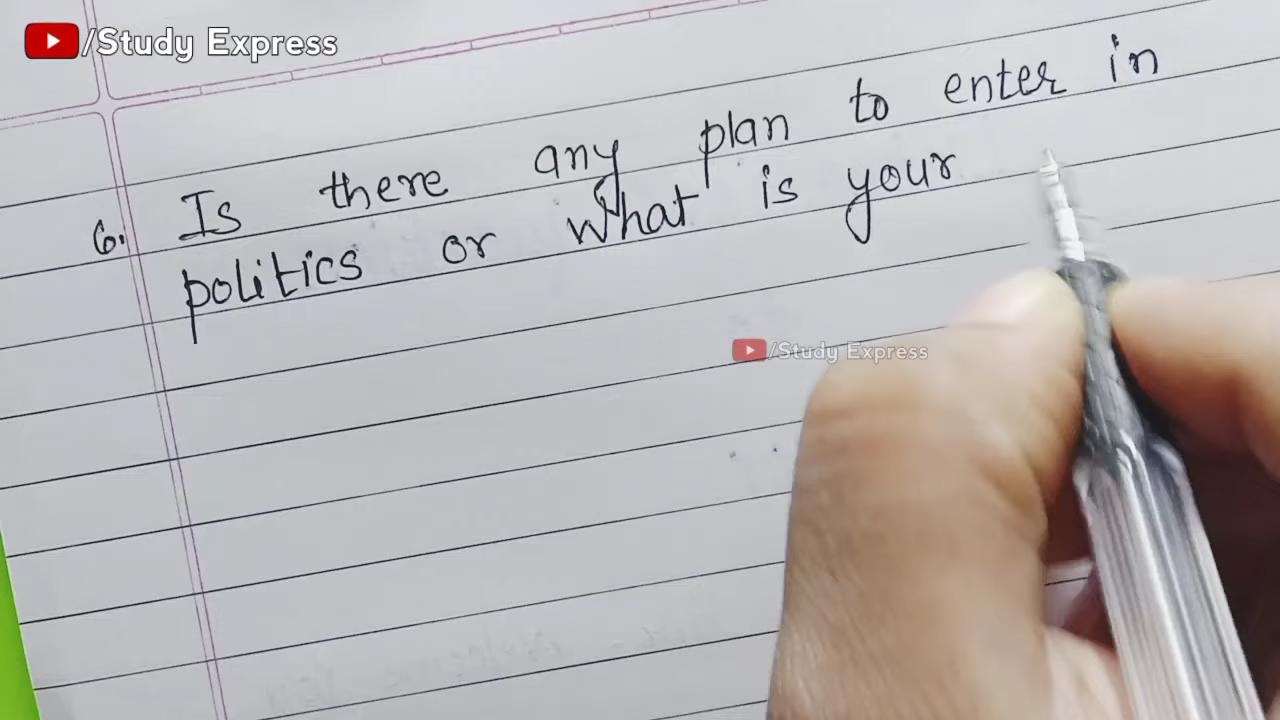 /Study Express
6. Is there any plan to enter in
politics or what is your
/Study Express